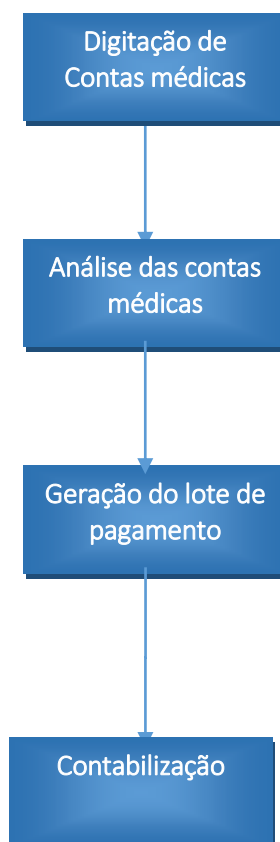 Digitação de
Contas médicas
Análise das contas
médicas
Geração do lote de
pagamento
Contabilização